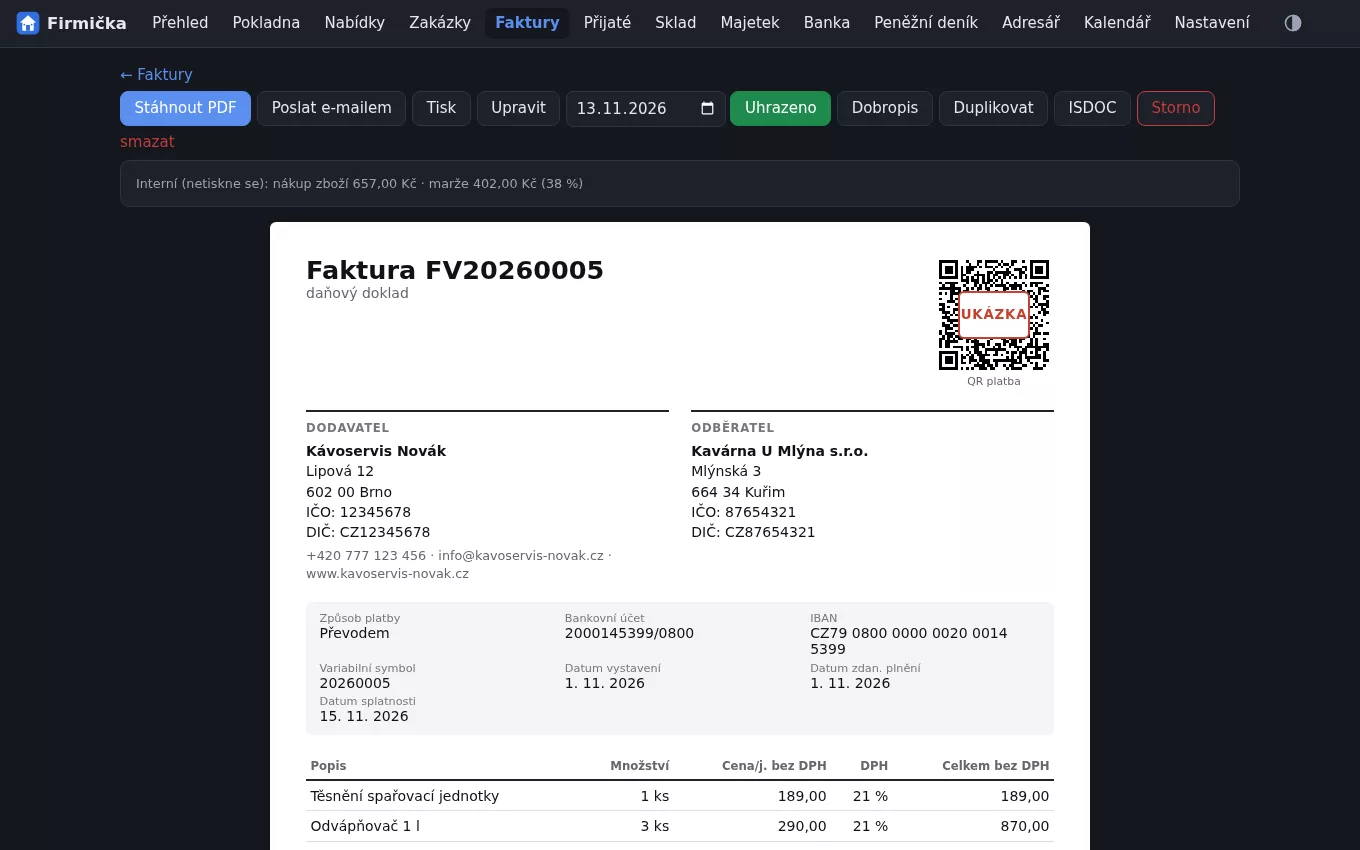 Firmička Přehled Pokladna Nabídky Zakázky Faktury Přijaté Sklad Majetek Banka Peněžní deník Adresář Kalendář Nastavení
← Faktury
Stáhnout PDF Poslat e-mailem Tisk Upravit 13.11.2026 Uhrazeno Dobropis Duplikovat ISDOC Storno
smazat
Interní (netiskne se): nákup zboží 657,00 Kč · marže 402,00 Kč (38 %)
Faktura FV20260005
daňový doklad
UKÁZKA
QR platba
DODAVATEL
Kávoservis Novák
Lipová 12
602 00 Brno
IČO: 12345678
DIČ: CZ12345678
+420 777 123 456 · info@kavoservis-novak.cz ·
www.kavoservis-novak.cz
ODBĚRATEL
Kavárna U Mlýna s.r.o.
Mlýnská 3
664 34 Kuřim
IČO: 87654321
DIČ: CZ87654321
Způsob platby Bankovní účet IBAN
Převodem 2000145399/0800 CZ79 0800 0000 0020 0014
5399
Variabilní symbol Datum vystavení Datum zdan. plnění
20260005 1. 11. 2026 1. 11. 2026
Datum splatnosti
15. 11. 2026
Popis Množství Cena/j. bez DPH DPH Celkem bez DPH
Těsnění spařovací jednotky 1 ks 189,00 21 % 189,00
Odvápňovač 1 l 3 ks 290,00 21 % 870,00